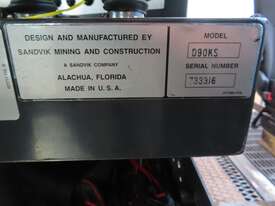 DESIGN AND MANUFACTURED BY
SANDVIK MINING AND CONSTRUCTION
A SANDVIK COMPANY
ALACHUA, FLORIDA
MADE IN U.S.A.
MODEL
D90KS
SERIAL NUMBER
733316